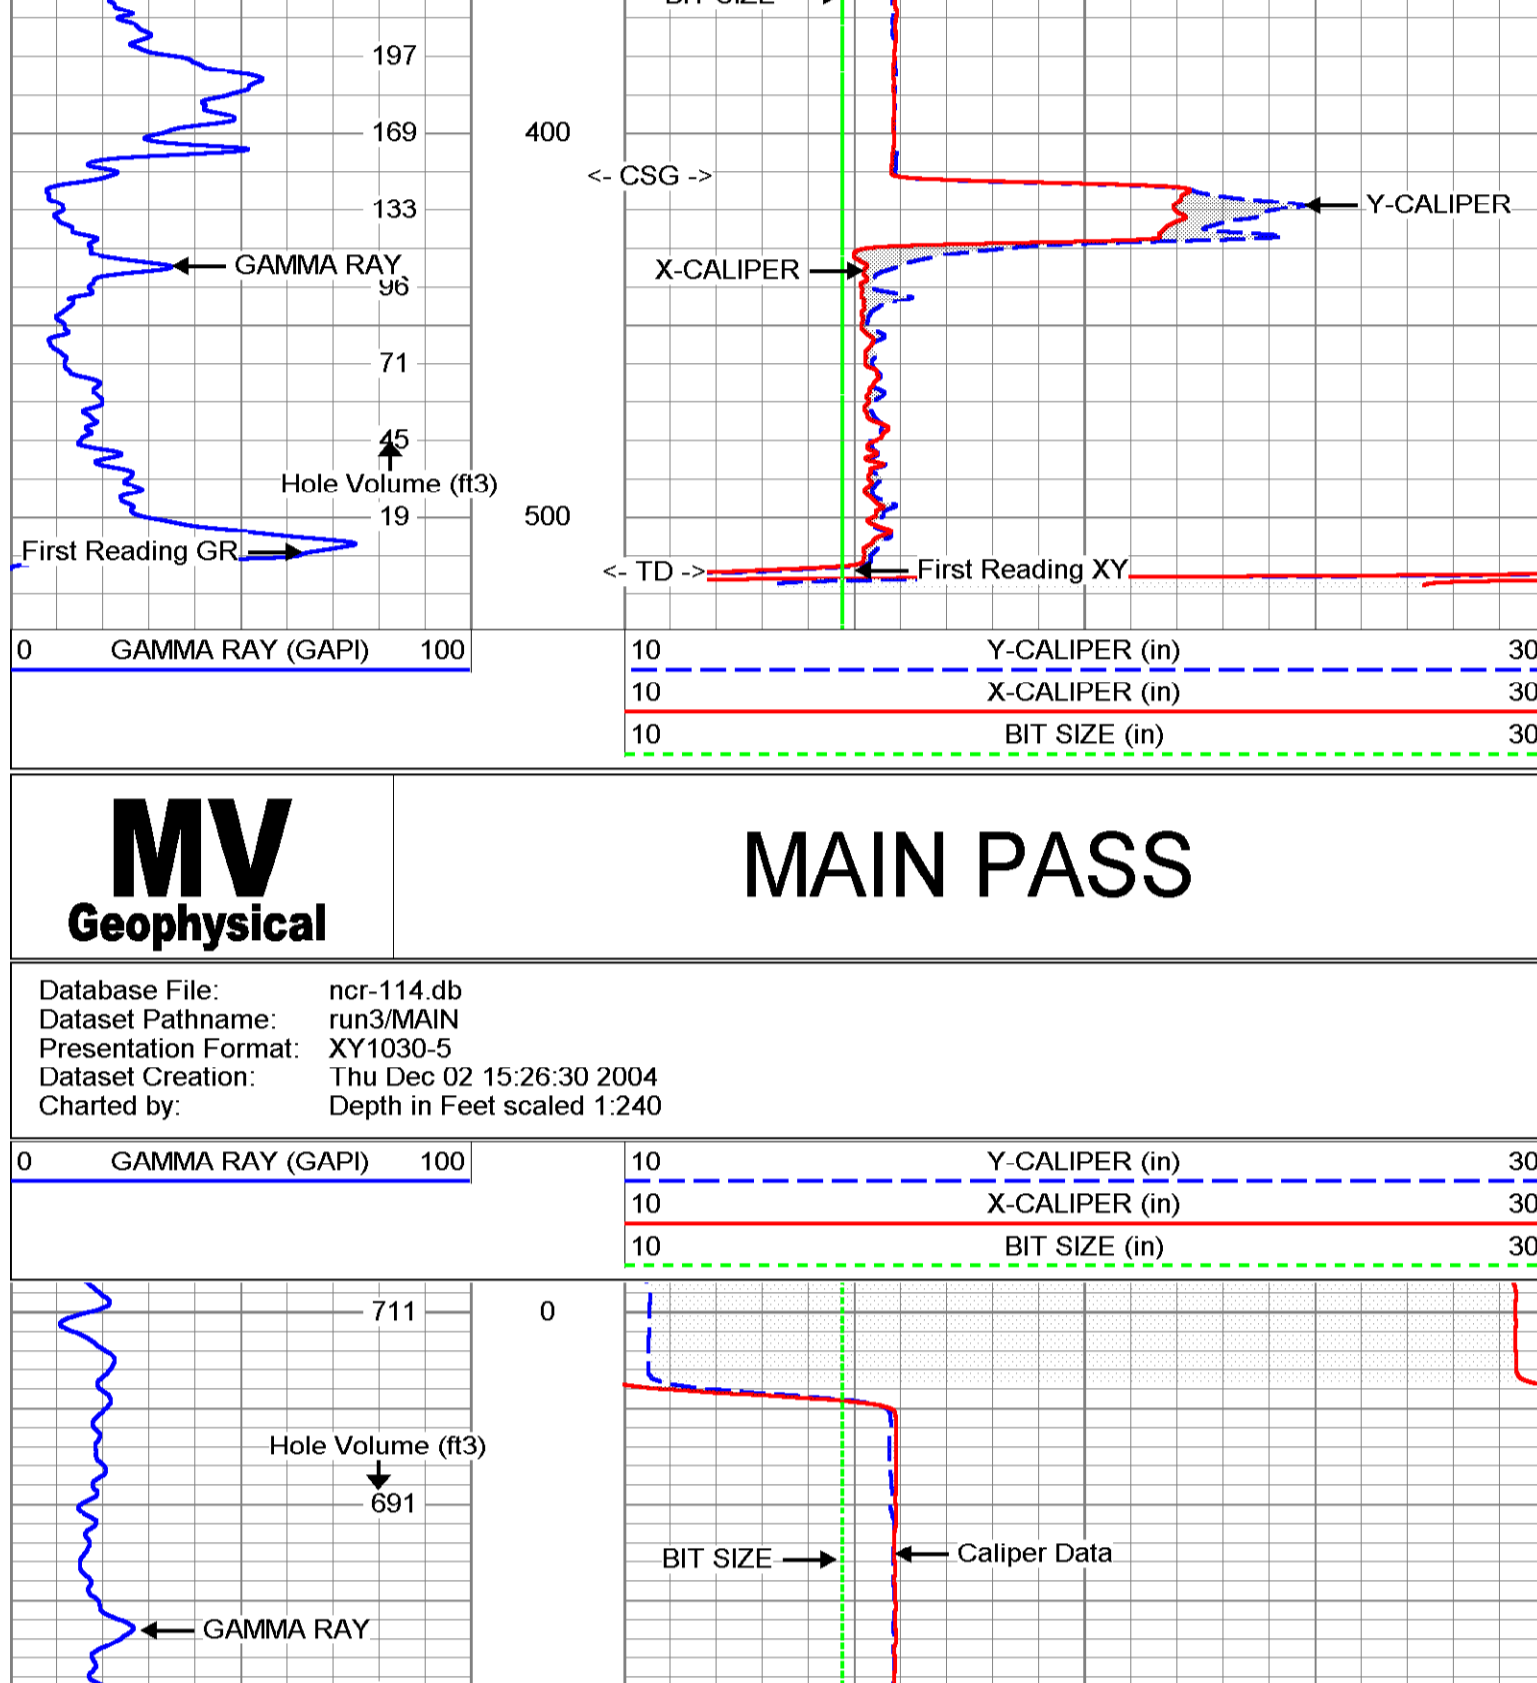 BIT SIZE
197
169
400
<- CSG ->
133
Y-CALIPER
GAMMA RAY
X-CALIPER
96
71
45
Hole Volume (ft3)
19
500
First Reading GR
<- TD ->
First Reading XY
0 GAMMA RAY (GAPI) 100
10 Y-CALIPER (in) 30
10 X-CALIPER (in) 30
10 BIT SIZE (in) 30
MV
Geophysical
MAIN PASS
Database File: ncr-114.db
Dataset Pathname: run3/MAIN
Presentation Format: XY1030-5
Dataset Creation: Thu Dec 02 15:26:30 2004
Charted by: Depth in Feet scaled 1:240
0 GAMMA RAY (GAPI) 100
10 Y-CALIPER (in) 30
10 X-CALIPER (in) 30
10 BIT SIZE (in) 30
711
0
Hole Volume (ft3)
691
BIT SIZE
Caliper Data
GAMMA RAY